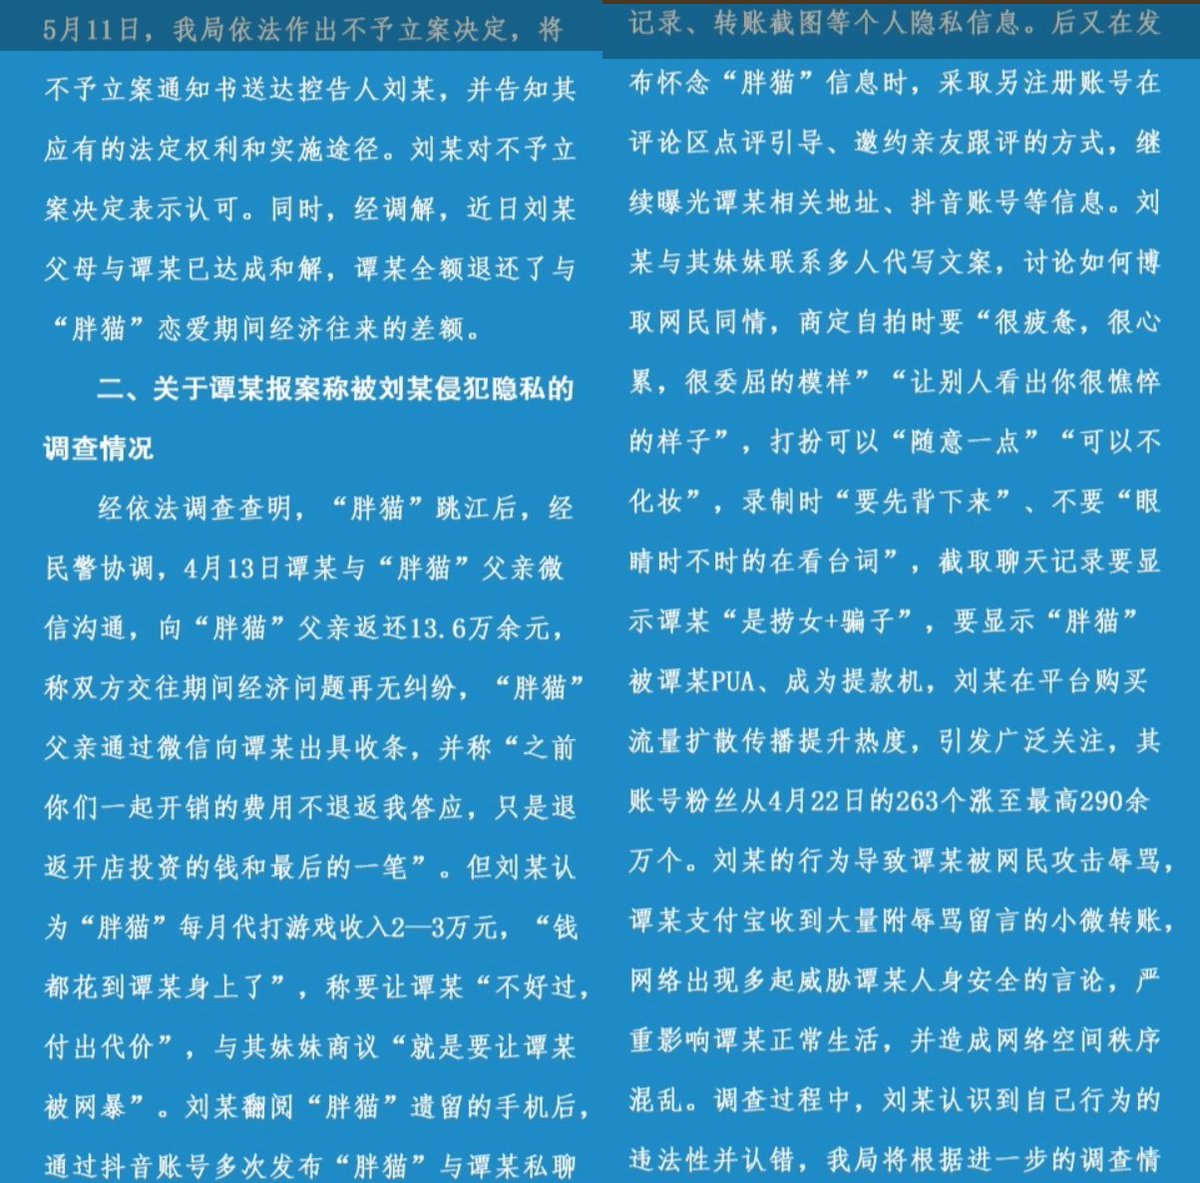 5月11日，我局依法作出不予立案决定，将
不予立案通知书送达控告人刘某，并告知其
应有的法定权利和实施途径。刘某对不予立
案决定表示认可。同时，经调解，近日刘某
父母与谭某已达成和解，谭某全额退还了与
“胖猫”恋爱期间经济往来的差额。
二、关于谭某报案称被刘某侵犯隐私的
调查情况
经依法调查查明，“胖猫”跳江后，经
民警协调，4月13日谭某与“胖猫”父亲微
信沟通，向“胖猫”父亲返还13.6万余元，
称双方交往期间经济问题再无纠纷，“胖猫”
父亲通过微信向谭某出具收条，并称“之前
你们一起开销的费用不退返我答应，只是退
返开店投资的钱和最后的一笔”。但刘某认
为“胖猫”每月代打游戏收入2—3万元，“钱
都花到谭某身上了”，称要让谭某“不好过，
付出代价”，与其妹妹商议“就是要让谭某
被网暴”。刘某翻阅“胖猫”遗留的手机后，
通过抖音账号多次发布“胖猫”与谭某私聊
记录、转账截图等个人隐私信息。后又在发
布怀念“胖猫”信息时，采取另注册账号在
评论区点评引导、邀约亲友跟评的方式，继
续曝光谭某相关地址、抖音账号等信息。刘
某与其妹妹联系多人代写文案，讨论如何博
取网民同情，商定自拍时要“很疲惫，很心
累，很委屈的模样”“让别人看出你很憔悴
的样子”，打扮可以“随意一点”“可以不
化妆”，录制时“要先背下来”、不要“眼
睛时不时的在看台词”，截取聊天记录要显
示谭某“是捞女+骗子”，要显示“胖猫”
被谭某PUA、成为提款机，刘某在平台购买
流量扩散传播提升热度，引发广泛关注，其
账号粉丝从4月22日的263个涨至最高290余
万个。刘某的行为导致谭某被网民攻击辱骂，
谭某支付宝收到大量附辱骂留言的小微转账，
网络出现多起威胁谭某人身安全的言论，严
重影响谭某正常生活，并造成网络空间秩序
混乱。调查过程中，刘某认识到自己行为的
违法性并认错，我局将根据进一步的调查情